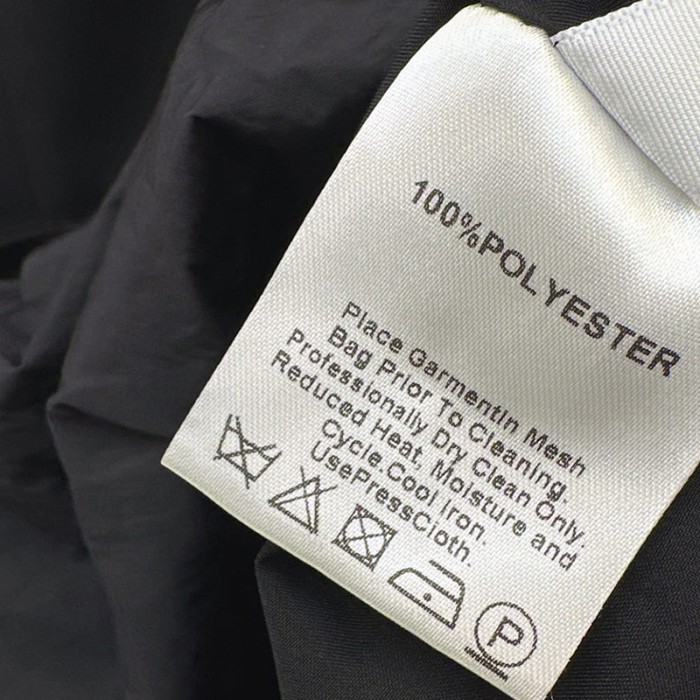 100%POLYESTER
Place Garmentin Mesh
Bag Prior To Cleaning.
Professionally Dry Clean Only.
Reduced Heat, Moisture and
Cycle.Cool Iron.
UsePressCloth.
P